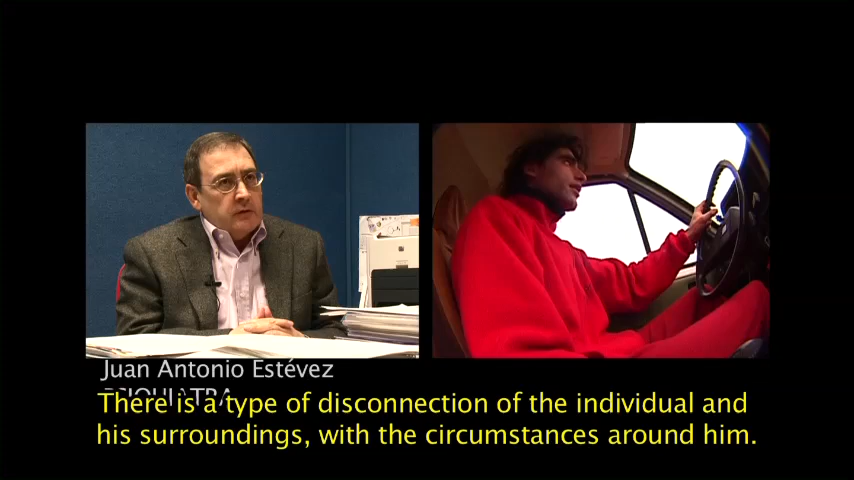 Juan Antonio Estévez
PSIQUIATRA
There is a type of disconnection of the individual and
his surroundings, with the circumstances around him.